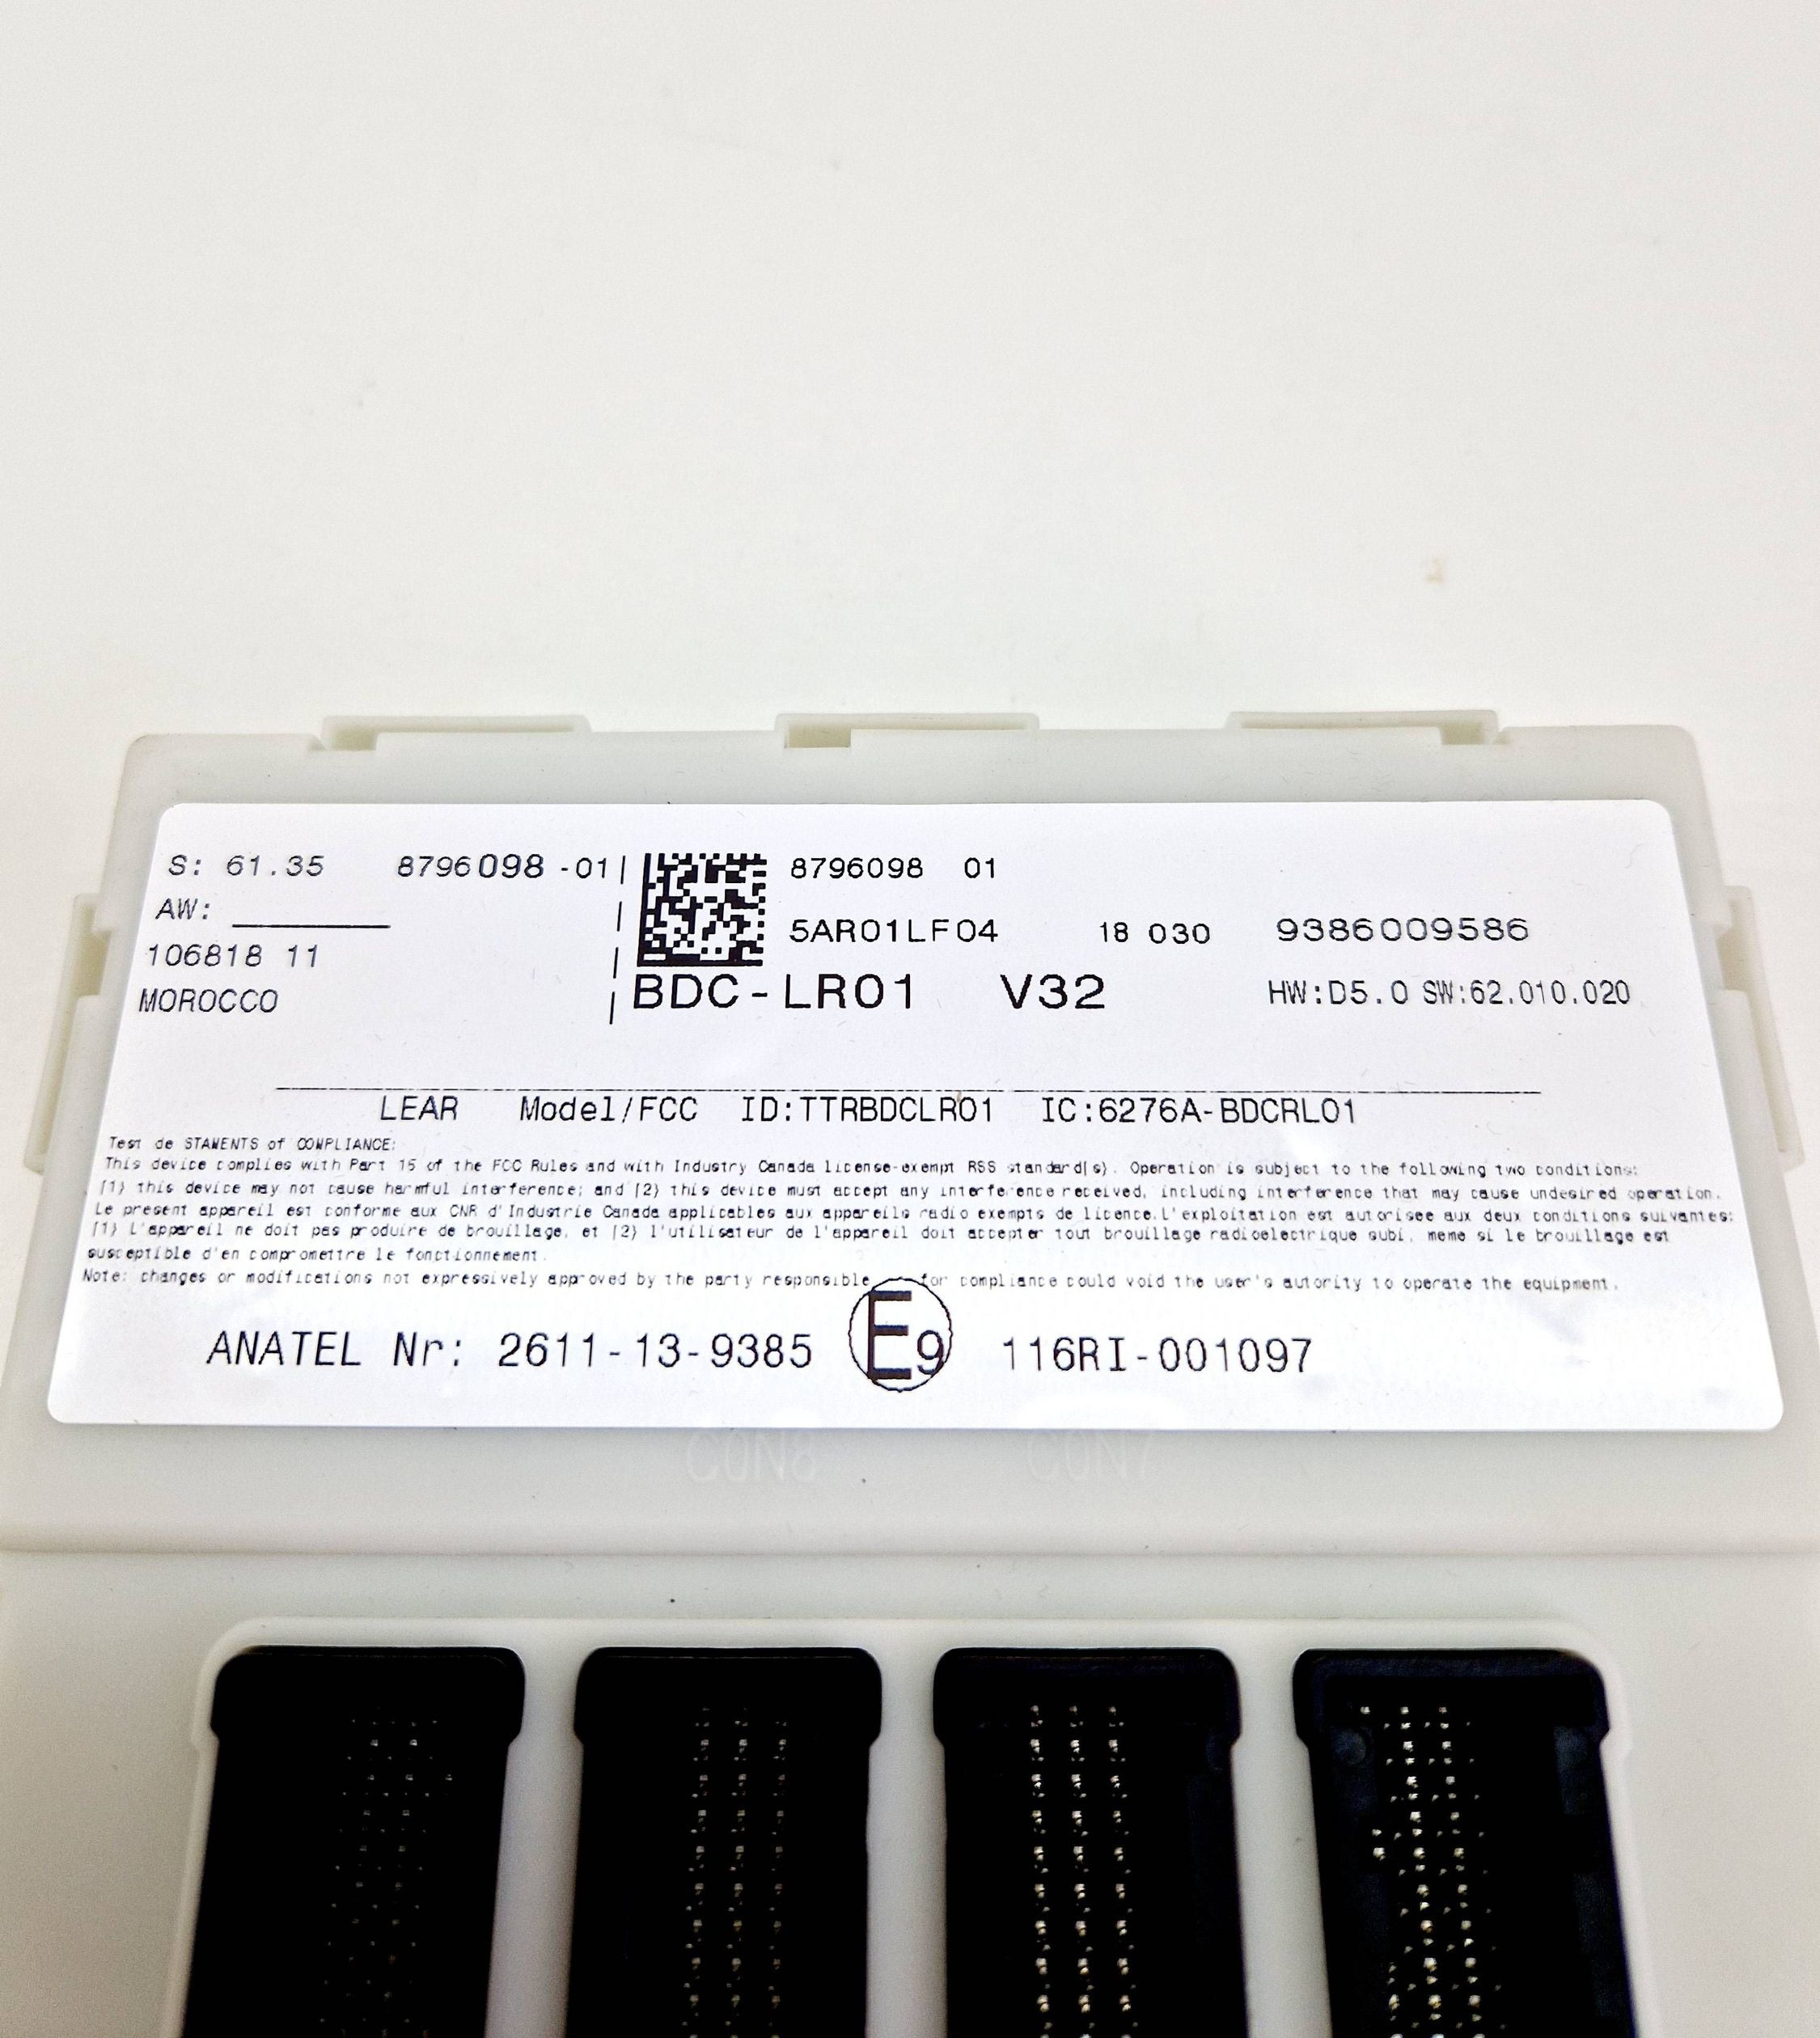 S: 61.35 8796098 -01
AW:
106818 11
MOROCCO
8796098 01
5AR01LF04 18 030 9386009586
BDC-LR01 V32 HW:D5.0 SW:62.010.020
LEAR Model/FCC ID:TTRBDCLR01 IC:6276A-BDCRL01
Test de STAMENTS of COMPLIANCE:
This device complies with Part 15 of the FCC Rules and with Industry Canada license-exempt RSS standard(s). Operation is subject to the following two conditions:
(1) this device may not cause harmful interference; and (2) this device must accept any interference received, including interference that may cause undesired operation.
Le present appareil est conforme aux CNR d'Industrie Canada applicables aux appareils radio exempts de licence.L'exploitation est autorisee aux deux conditions suivantes:
(1) L'appareil ne doit pas produire de brouillage, et (2) l'utilisateur de l'appareil doit accepter tout brouillage radioelectrique subi, meme si le brouillage est
susceptible d'en compromettre le fonctionnement.
Note: changes or modifications not expressively approved by the party responsible for compliance could void the user's autority to operate the equipment.
ANATEL Nr: 2611-13-9385 E9 116RI-001097
CON8 CON7